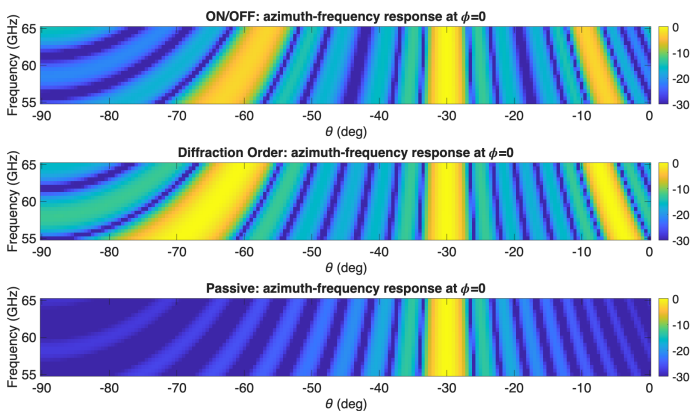 ON/OFF: azimuth-frequency response at ϕ=0
Frequency (GHz)
65
60
55
-90 -80 -70 -60 -50 -40 -30 -20 -10 0
θ (deg)
0
-10
-20
-30
Diffraction Order: azimuth-frequency response at ϕ=0
Frequency (GHz)
65
60
55
-90 -80 -70 -60 -50 -40 -30 -20 -10 0
θ (deg)
0
-10
-20
-30
Passive: azimuth-frequency response at ϕ=0
Frequency (GHz)
65
60
55
-90 -80 -70 -60 -50 -40 -30 -20 -10 0
θ (deg)
0
-10
-20
-30